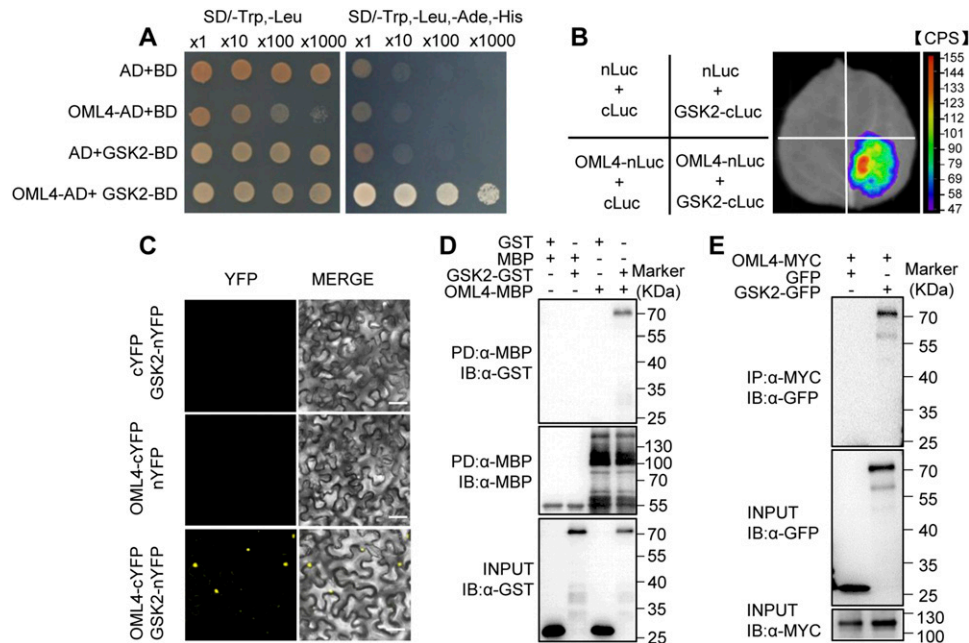 A
SD/-Trp,-Leu
SD/-Trp,-Leu,-Ade,-His
x1 x10 x100 x1000
x1 x10 x100 x1000
AD+BD
OML4-AD+BD
AD+GSK2-BD
OML4-AD+ GSK2-BD
B
nLuc
+
cLuc
nLuc
+
GSK2-cLuc
OML4-nLuc
+
cLuc
OML4-nLuc
+
GSK2-cLuc
【CPS】
155
144
133
122
112
101
90
79
69
58
47
C
YFP
MERGE
cYFP
GSK2-nYFP
OML4-cYFP
nYFP
OML4-cYFP
GSK2-nYFP
D
GST + - + -
MBP + + - -
GSK2-GST - + - +
OML4-MBP - - + +
Marker
(KDa)
PD:α-MBP
IB:α-GST
70
55
40
35
25
PD:α-MBP
IB:α-MBP
130
100
70
55
INPUT
IB:α-GST
70
55
40
35
25
E
OML4-MYC + +
GFP + -
GSK2-GFP - +
Marker
(KDa)
IP:α-MYC
IB:α-GFP
70
55
40
35
25
INPUT
IB:α-GFP
70
55
40
35
25
INPUT
IB:α-MYC
130
100